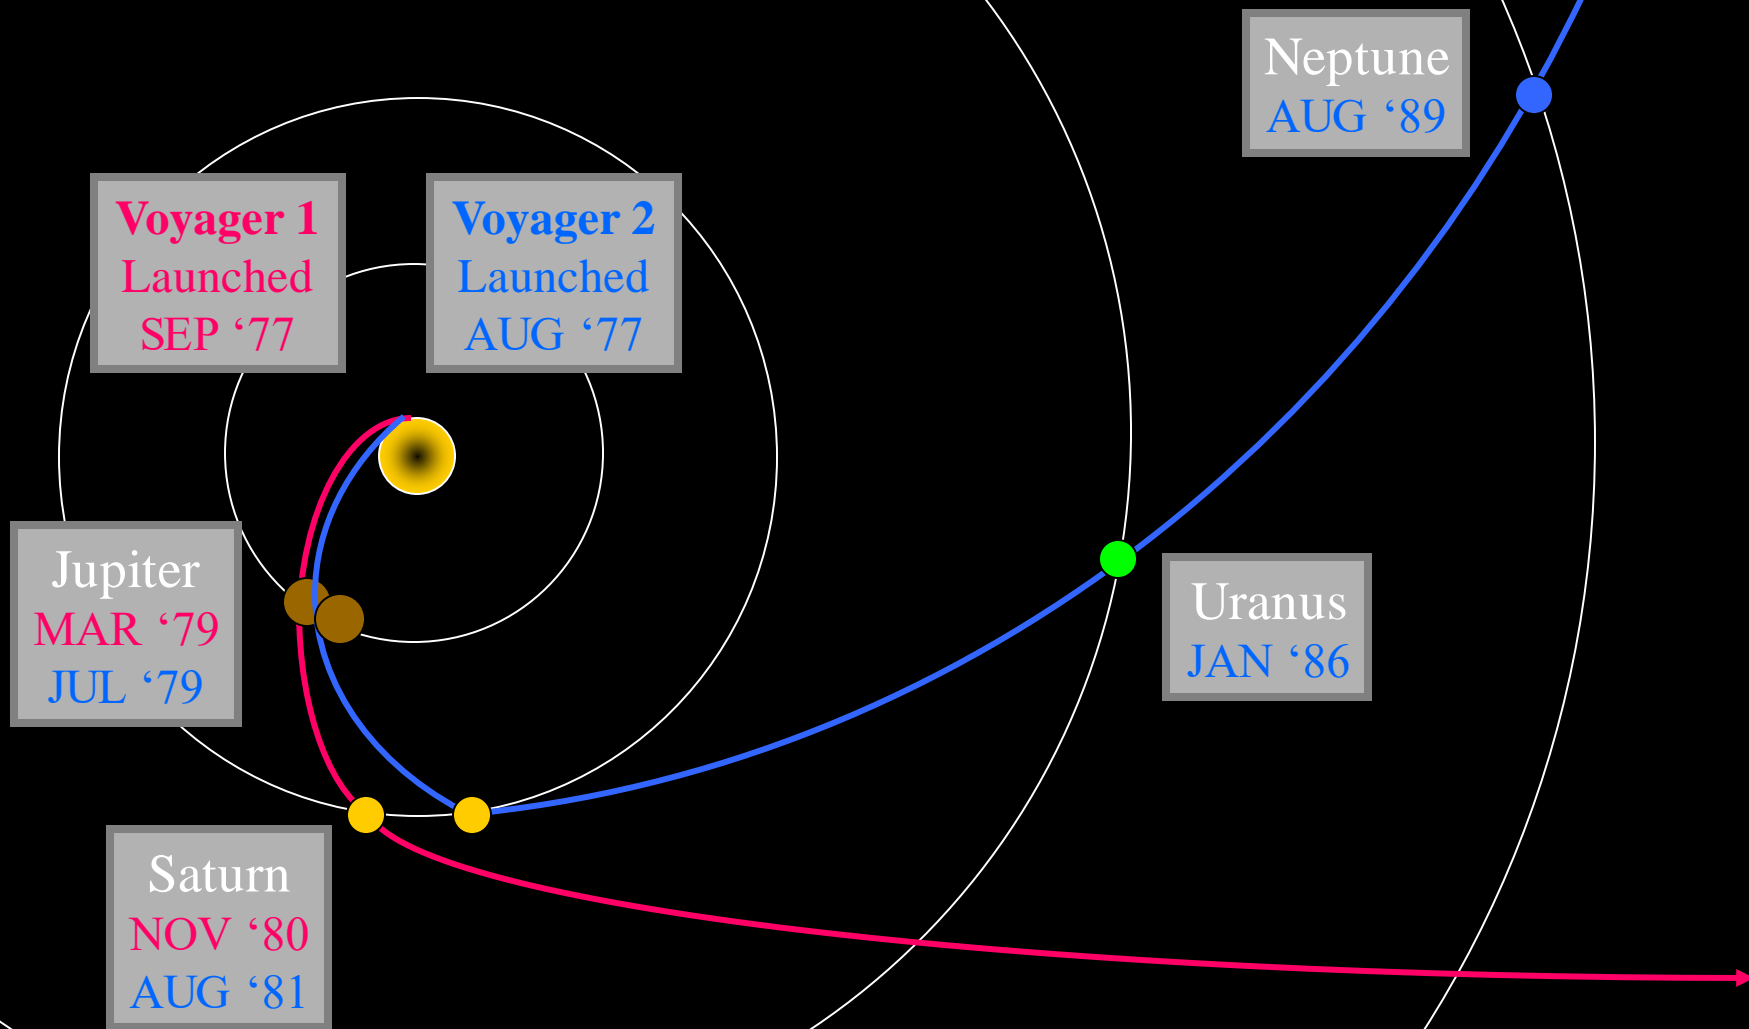 Neptune
AUG ‘89
Voyager 1
Launched
SEP ‘77
Voyager 2
Launched
AUG ‘77
Jupiter
MAR ‘79
JUL ‘79
Uranus
JAN ‘86
Saturn
NOV ‘80
AUG ‘81